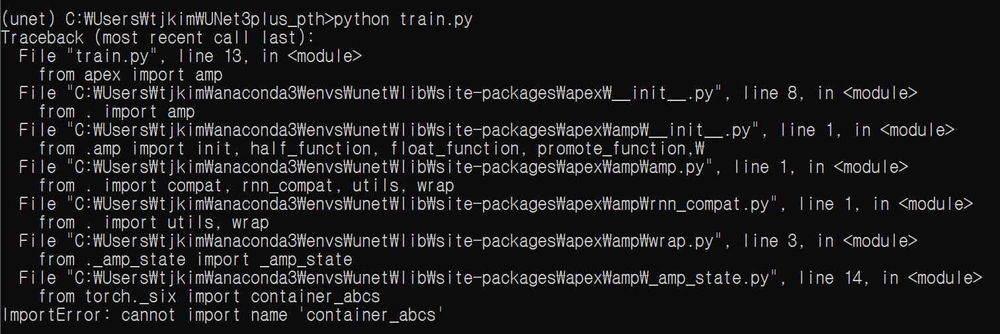 (unet) C:₩Users₩tjkim₩UNet3plus_pth>python train.py
Traceback (most recent call last):
  File "train.py", line 13, in <module>
    from apex import amp
  File "C:₩Users₩tjkim₩anaconda3₩envs₩unet₩lib₩site-packages₩apex₩__init__.py", line 8, in <module>
    from . import amp
  File "C:₩Users₩tjkim₩anaconda3₩envs₩unet₩lib₩site-packages₩apex₩amp₩__init__.py", line 1, in <module>
    from .amp import init, half_function, float_function, promote_function,₩
  File "C:₩Users₩tjkim₩anaconda3₩envs₩unet₩lib₩site-packages₩apex₩amp₩amp.py", line 1, in <module>
    from . import compat, rnn_compat, utils, wrap
  File "C:₩Users₩tjkim₩anaconda3₩envs₩unet₩lib₩site-packages₩apex₩amp₩rnn_compat.py", line 1, in <module>
    from . import utils, wrap
  File "C:₩Users₩tjkim₩anaconda3₩envs₩unet₩lib₩site-packages₩apex₩amp₩wrap.py", line 3, in <module>
    from ._amp_state import _amp_state
  File "C:₩Users₩tjkim₩anaconda3₩envs₩unet₩lib₩site-packages₩apex₩amp₩_amp_state.py", line 14, in <module>
    from torch._six import container_abcs
ImportError: cannot import name 'container_abcs'